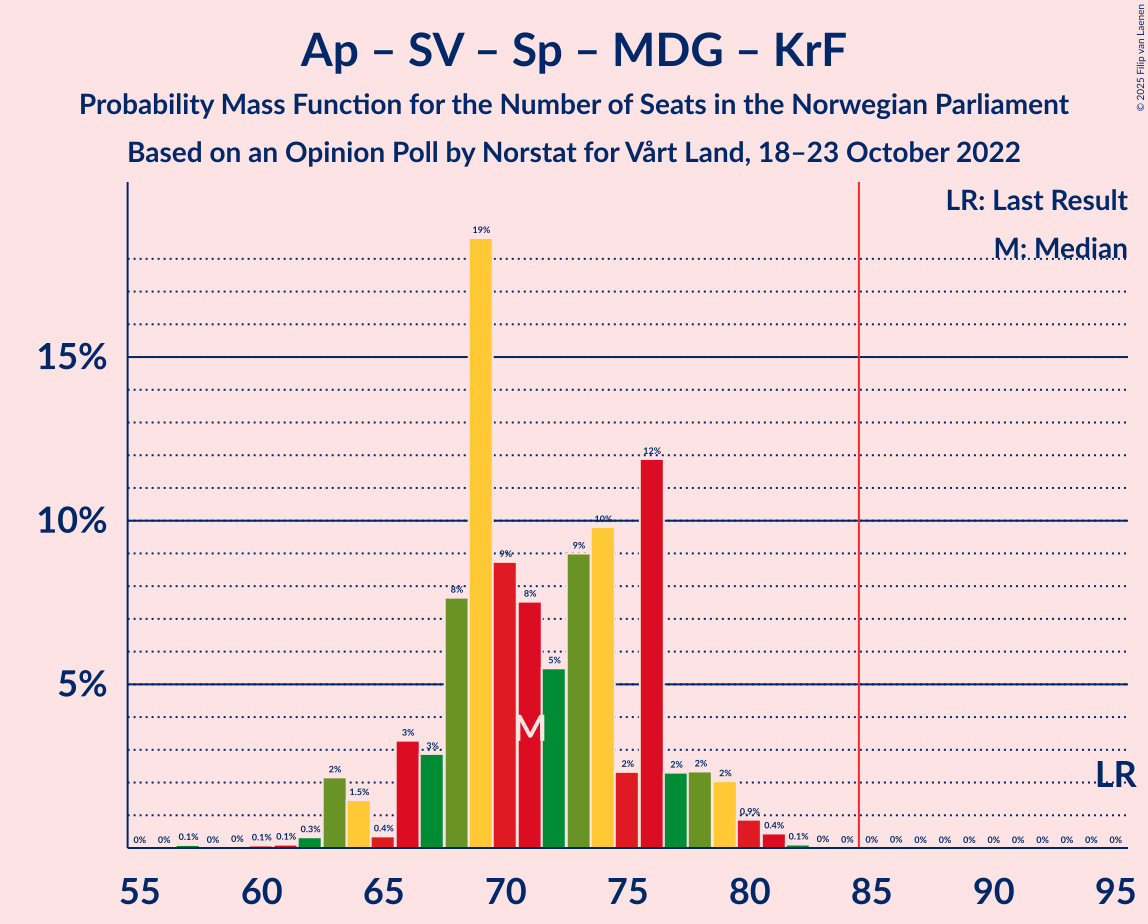 Ap – SV – Sp – MDG – KrF
Probability Mass Function for the Number of Seats in the Norwegian Parliament
Based on an Opinion Poll by Norstat for Vårt Land, 18–23 October 2022
© 2025 Filip van Laenen
LR: Last Result
M: Median
15%
10%
5%
0% 0% 0.1% 0% 0% 0.1% 0.1% 0.3% 2% 1.5% 0.4% 3% 3% 8% 19% 9% 8% 5% 9% 10% 2% 12% 2% 2% 2% 0.9% 0.4% 0.1% 0% 0% 0% 0% 0% 0% 0% 0% 0% 0% 0% 0% 0%
M
LR
55 60 65 70 75 80 85 90 95